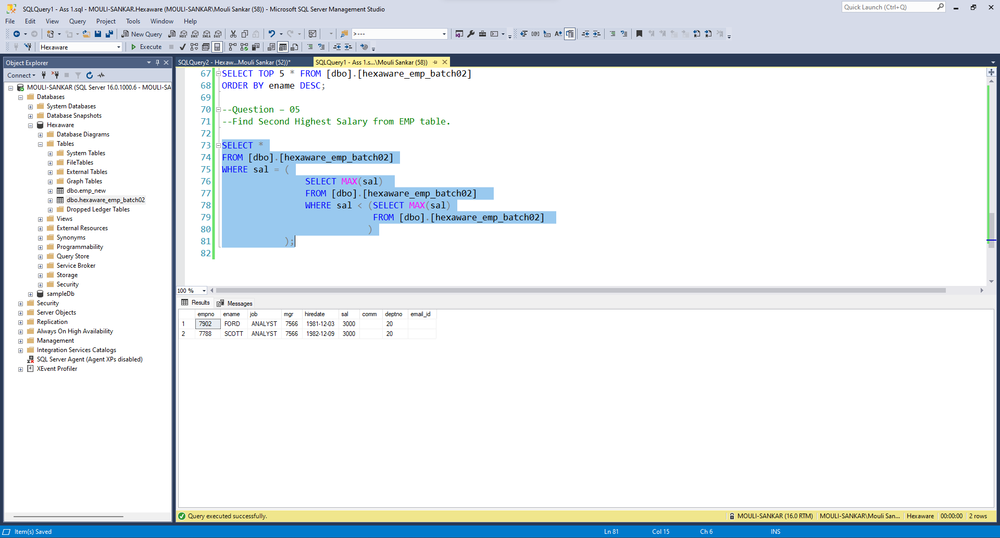 SQLQuery1 - Ass 1.sql - MOULI-SANKAR.Hexaware (MOULI-SANKAR\Mouli Sankar (58)) - Microsoft SQL Server Management Studio
Quick Launch (Ctrl+Q)
File Edit View Query Project Tools Window Help
New Query MDX DMX XMLA DAX >---
Hexaware Execute
Object Explorer
Connect
MOULI-SANKAR (SQL Server 16.0.1000.6 - MOULI-SA
Databases
System Databases
Database Snapshots
Hexaware
Database Diagrams
Tables
System Tables
FileTables
External Tables
Graph Tables
dbo.emp_new
dbo.hexaware_emp_batch02
Dropped Ledger Tables
Views
External Resources
Synonyms
Programmability
Query Store
Service Broker
Storage
Security
sampleDb
Security
Server Objects
Replication
Always On High Availability
Management
Integration Services Catalogs
SQL Server Agent (Agent XPs disabled)
XEvent Profiler
SQLQuery2 - Hexaw...Mouli Sankar (52))*
SQLQuery1 - Ass 1.s...\Mouli Sankar (58))
67 SELECT TOP 5 * FROM [dbo].[hexaware_emp_batch02]
68 ORDER BY ename DESC;
69
70 --Question – 05
71 --Find Second Highest Salary from EMP table.
72
73 SELECT *
74 FROM [dbo].[hexaware_emp_batch02]
75 WHERE sal = (
76 SELECT MAX(sal)
77 FROM [dbo].[hexaware_emp_batch02]
78 WHERE sal < (SELECT MAX(sal)
79 FROM [dbo].[hexaware_emp_batch02]
80 )
81 );
82
100 %
Results Messages
empno ename job mgr hiredate sal comm deptno email_id
1 7902 FORD ANALYST 7566 1981-12-03 3000 20
2 7788 SCOTT ANALYST 7566 1982-12-09 3000 20
Query executed successfully.
MOULI-SANKAR (16.0 RTM) MOULI-SANKAR\Mouli San... Hexaware 00:00:00 2 rows
Item(s) Saved
Ln 81 Col 15 Ch 6 INS